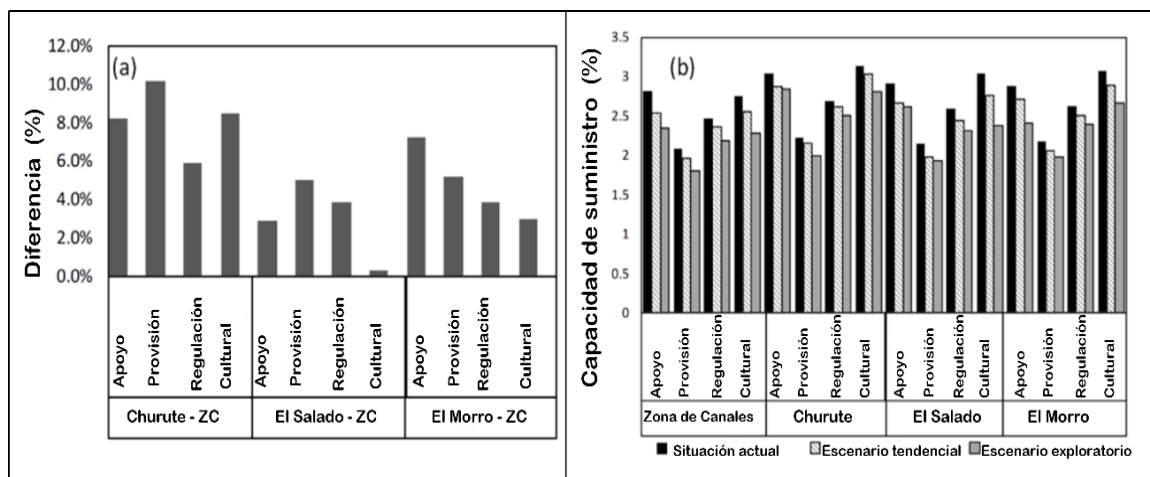 (a)
Diferencia (%)
12.0%
10.0%
8.0%
6.0%
4.0%
2.0%
0.0%
Apoyo
Provisión
Regulación
Cultural
Apoyo
Provisión
Regulación
Cultural
Apoyo
Provisión
Regulación
Cultural
Churute - ZC
El Salado - ZC
El Morro - ZC
(b)
Capacidad de suministro (%)
3.5
3
2.5
2
1.5
1
0.5
0
Apoyo
Provisión
Regulación
Cultural
Apoyo
Provisión
Regulación
Cultural
Apoyo
Provisión
Regulación
Cultural
Apoyo
Provisión
Regulación
Cultural
Zona de Canales
Churute
El Salado
El Morro
Situación actual
Escenario tendencial
Escenario exploratorio